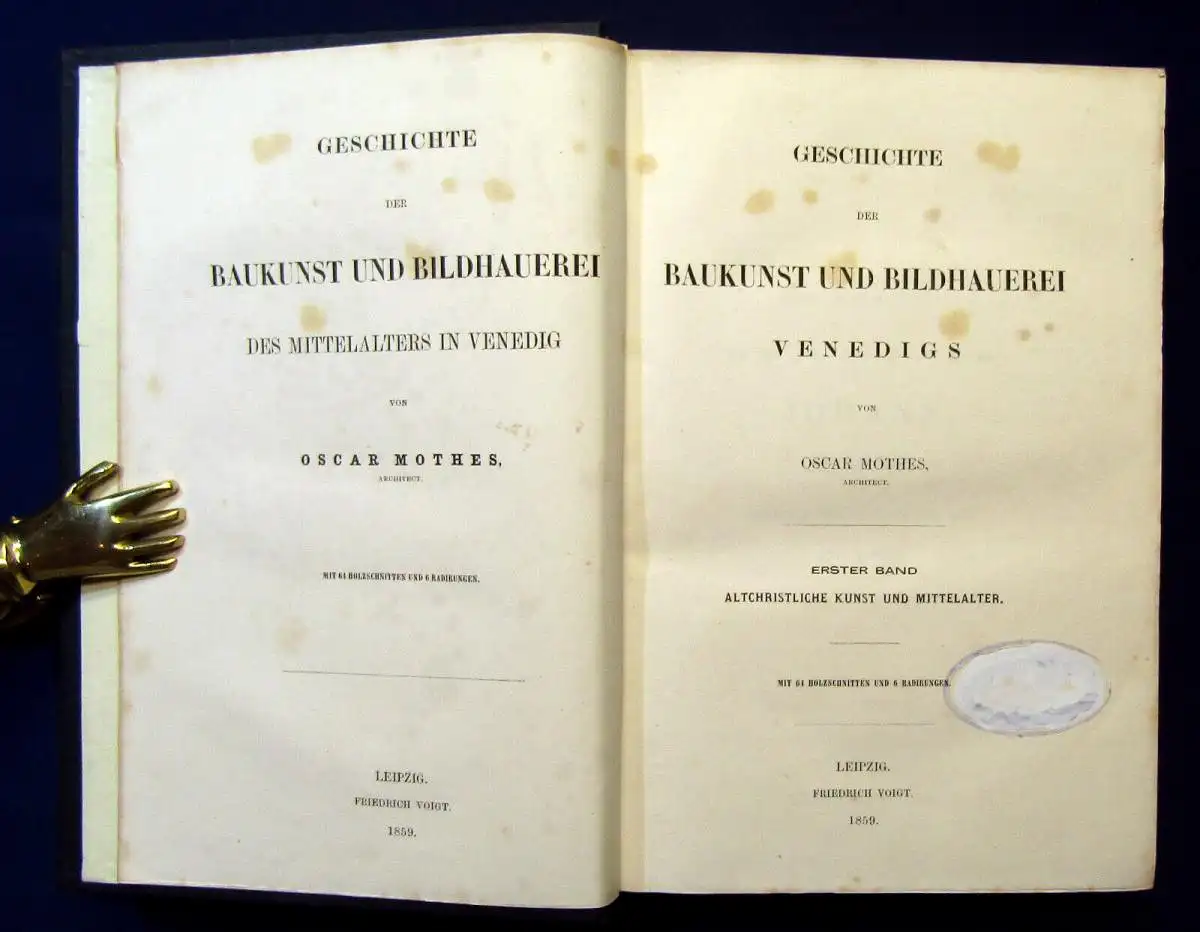 GESCHICHTE
DER
BAUKUNST UND BILDHAUEREI
DES MITTELALTERS IN VENEDIG
VON
OSCAR MOTHES,
ARCHITECT.
MIT 64 HOLZSCHNITTEN UND 6 RADIRUNGEN.
LEIPZIG.
FRIEDRICH VOIGT.
1859.
GESCHICHTE
DER
BAUKUNST UND BILDHAUEREI
VENEDIGS
VON
OSCAR MOTHES,
ARCHITECT.
ERSTER BAND
ALTCHRISTLICHE KUNST UND MITTELALTER.
MIT 64 HOLZSCHNITTEN UND 6 RADIRUNGEN.
LEIPZIG.
FRIEDRICH VOIGT.
1859.